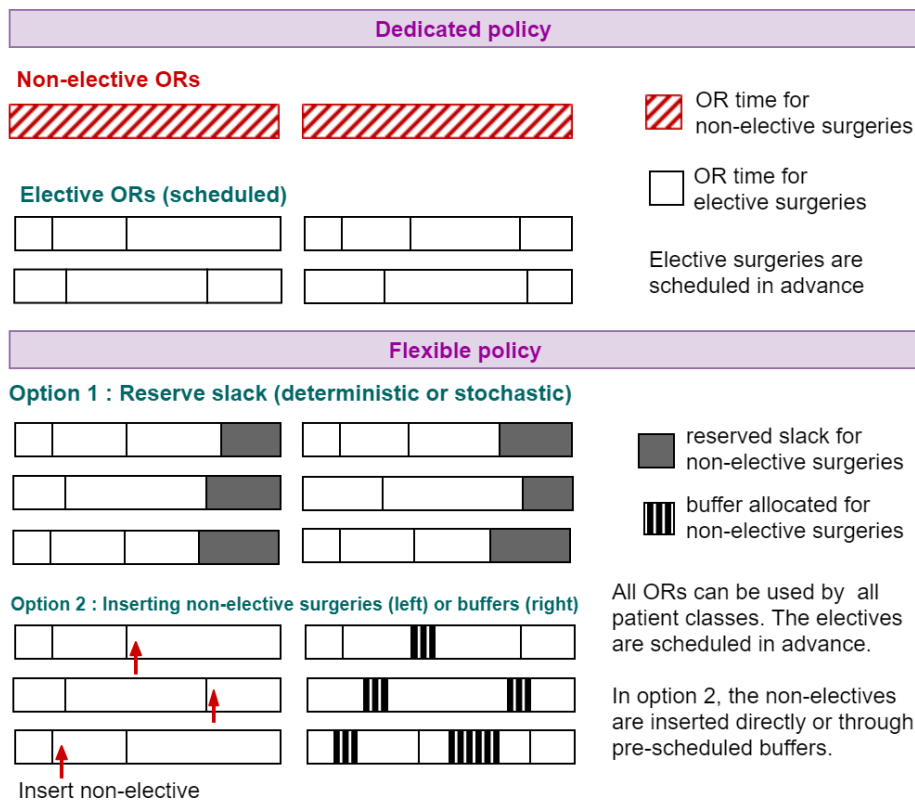 Dedicated policy
Non-elective ORs
OR time for
non-elective surgeries
Elective ORs (scheduled)
OR time for
elective surgeries
Elective surgeries are
scheduled in advance
Flexible policy
Option 1 : Reserve slack (deterministic or stochastic)
reserved slack for
non-elective surgeries
buffer allocated for
non-elective surgeries
Option 2 : Inserting non-elective surgeries (left) or buffers (right)
All ORs can be used by all
patient classes. The electives
are scheduled in advance.
In option 2, the non-electives
are inserted directly or through
pre-scheduled buffers.
Insert non-elective